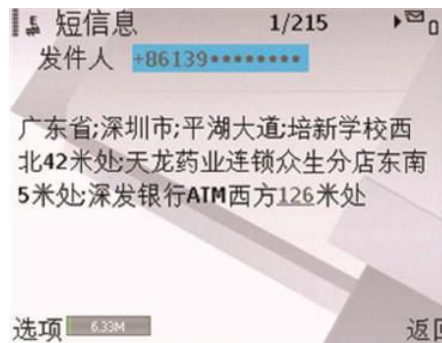 短信息 1/215
发件人 +86139********
广东省;深圳市;平湖大道;培新学校西
北42米处;天龙药业连锁众生分店东南
5米处;深发银行ATM西方126米处
选项 6.33M 返回